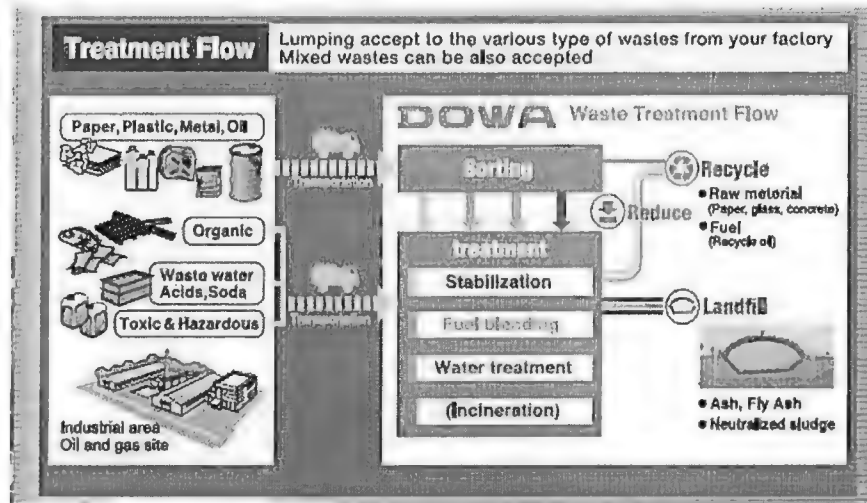 Treatment Flow
Lumping accept to the various type of wastes from your factory
Mixed wastes can be also accepted
Paper, Plastic, Metal, Oil
Organic
Waste water
Acids, Soda
Toxic & Hazardous
Industrial area
Oil and gas site
DOWA Waste Treatment Flow
Sorting
Treatment
Stabilization
Fuel blending
Water treatment
(Incineration)
Recycle
• Raw meterial
(Paper, glass, concrete)
• Fuel
(Recycle oil)
Reduce
Landfill
• Ash, Fly Ash
• Neutralized sludge